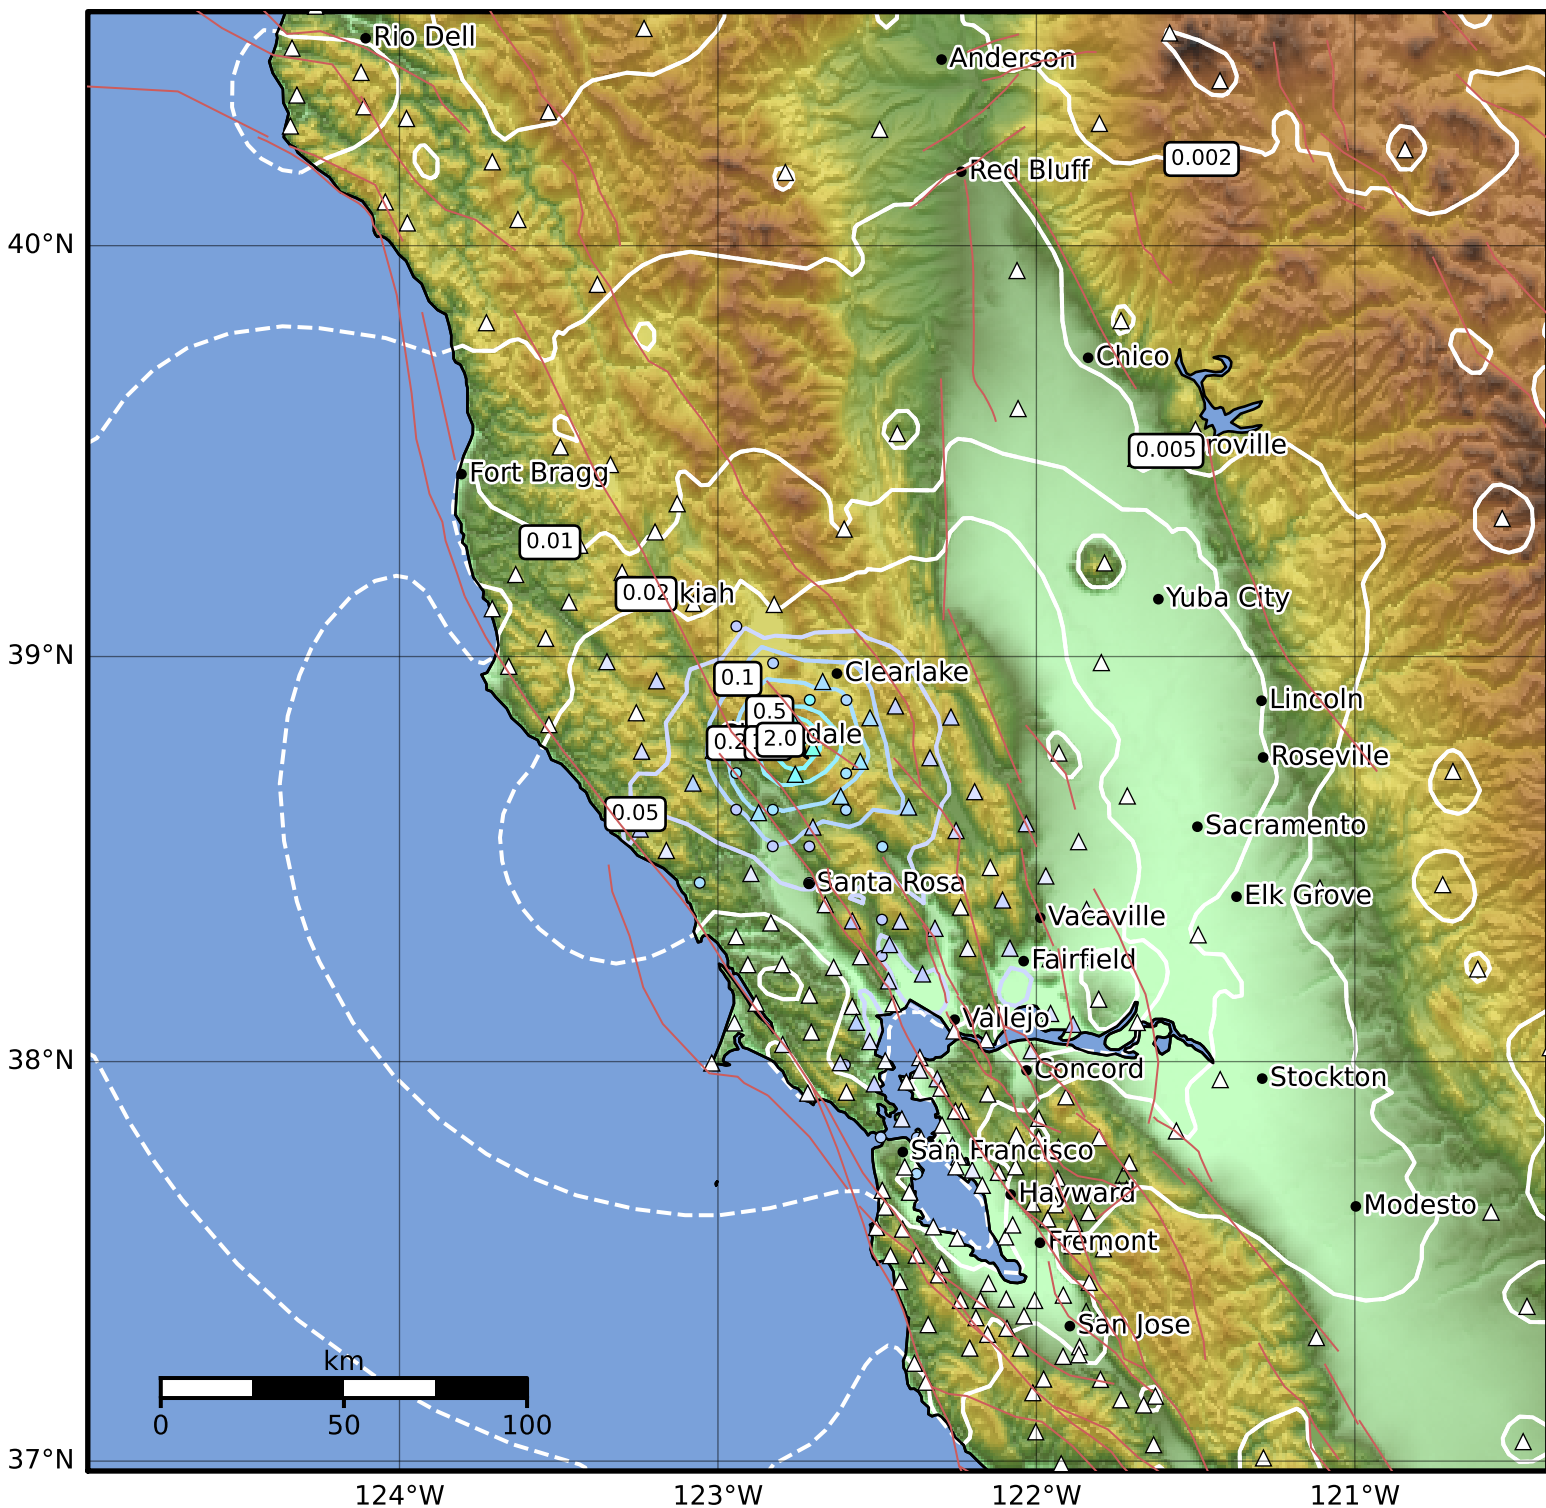 Rio Dell
Anderson
0.002
Red Bluff
40°N
Chico
0.005
roville
Fort Bragg
0.01
0.02
kiah
Yuba City
39°N
Clearlake
0.1
Lincoln
0.5
dale
0.2
2.0
Roseville
0.05
Sacramento
Santa Rosa
Elk Grove
Vacaville
Fairfield
Vallejo
38°N
Concord
Stockton
San Francisco
Hayward
Modesto
Fremont
San Jose
km
0
50
100
37°N
124°W
123°W
122°W
121°W